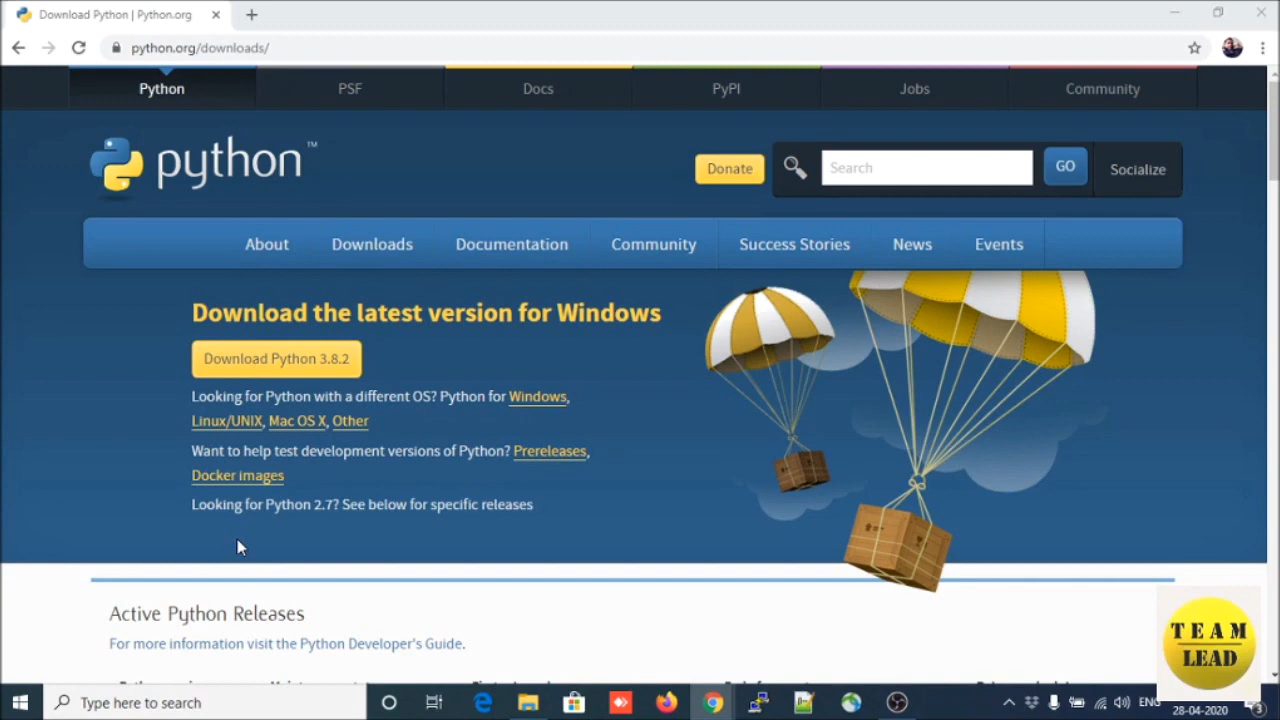 Download Python | Python.org
python.org/downloads/
Python PSF Docs PyPI Jobs Community
python™
Donate Search GO Socialize
About Downloads Documentation Community Success Stories News Events
Download the latest version for Windows
Download Python 3.8.2
Looking for Python with a different OS? Python for Windows,
Linux/UNIX, Mac OS X, Other
Want to help test development versions of Python? Prereleases,
Docker images
Looking for Python 2.7? See below for specific releases
Active Python Releases
For more information visit the Python Developer's Guide.
TEAM
LEAD
Type here to search
ENG
28-04-2020
3